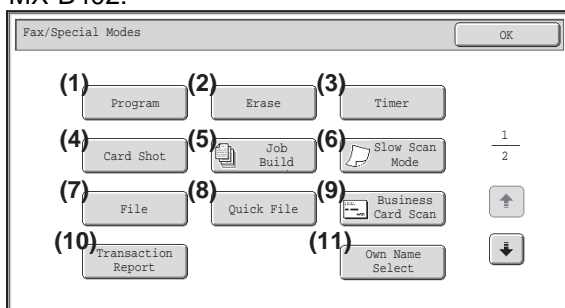 MX-B402:
Fax/Special Modes
OK
(1) Program
(2) Erase
(3) Timer
(4) Card Shot
(5) Job Build
(6) Slow Scan Mode
1
2
(7) File
(8) Quick File
(9) Business Card Scan
(10) Transaction Report
(11) Own Name Select